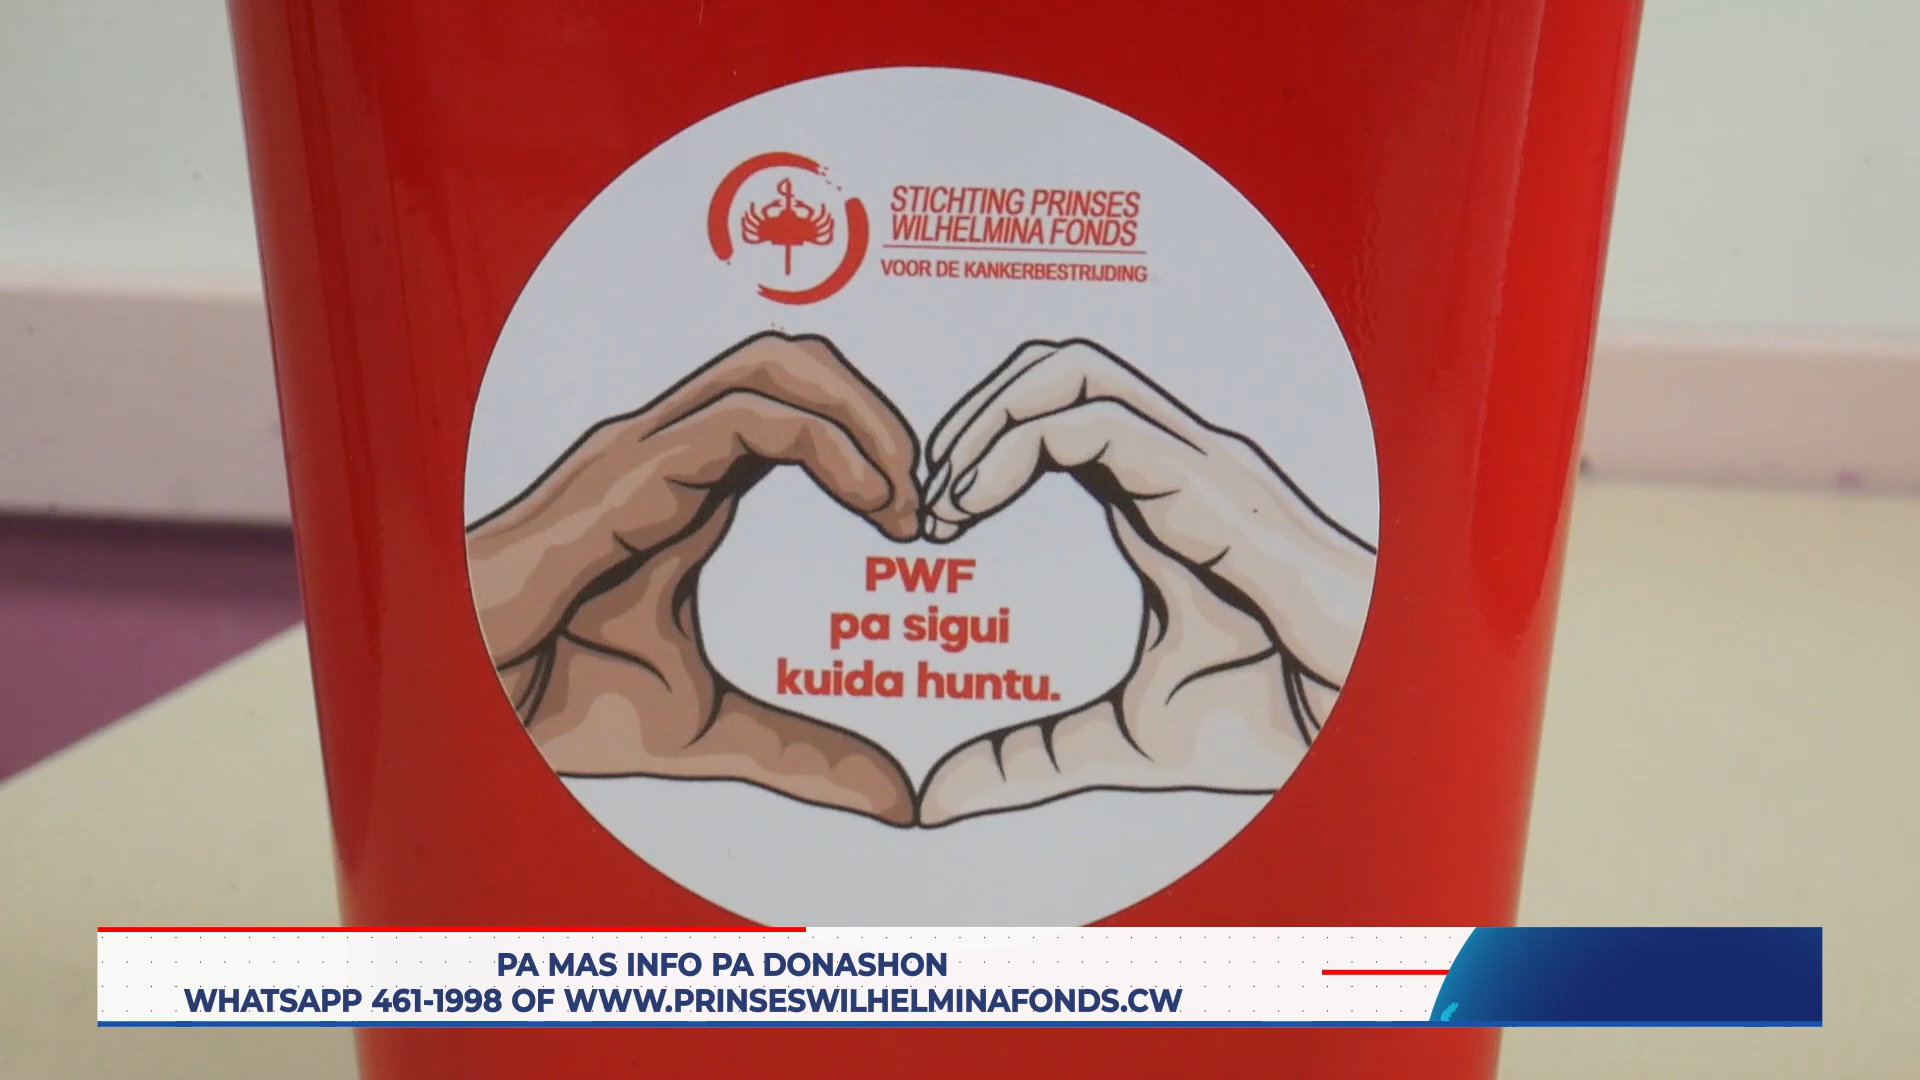 STICHTING PRINSES
WILHELMINA FONDS
VOOR DE KANKERBESTRIJDING
PWF
pa sigui
kuida huntu.
PA MAS INFO PA DONASHON
WHATSAPP 461-1998 OF WWW.PRINSESWILHELMINAFONDS.CW